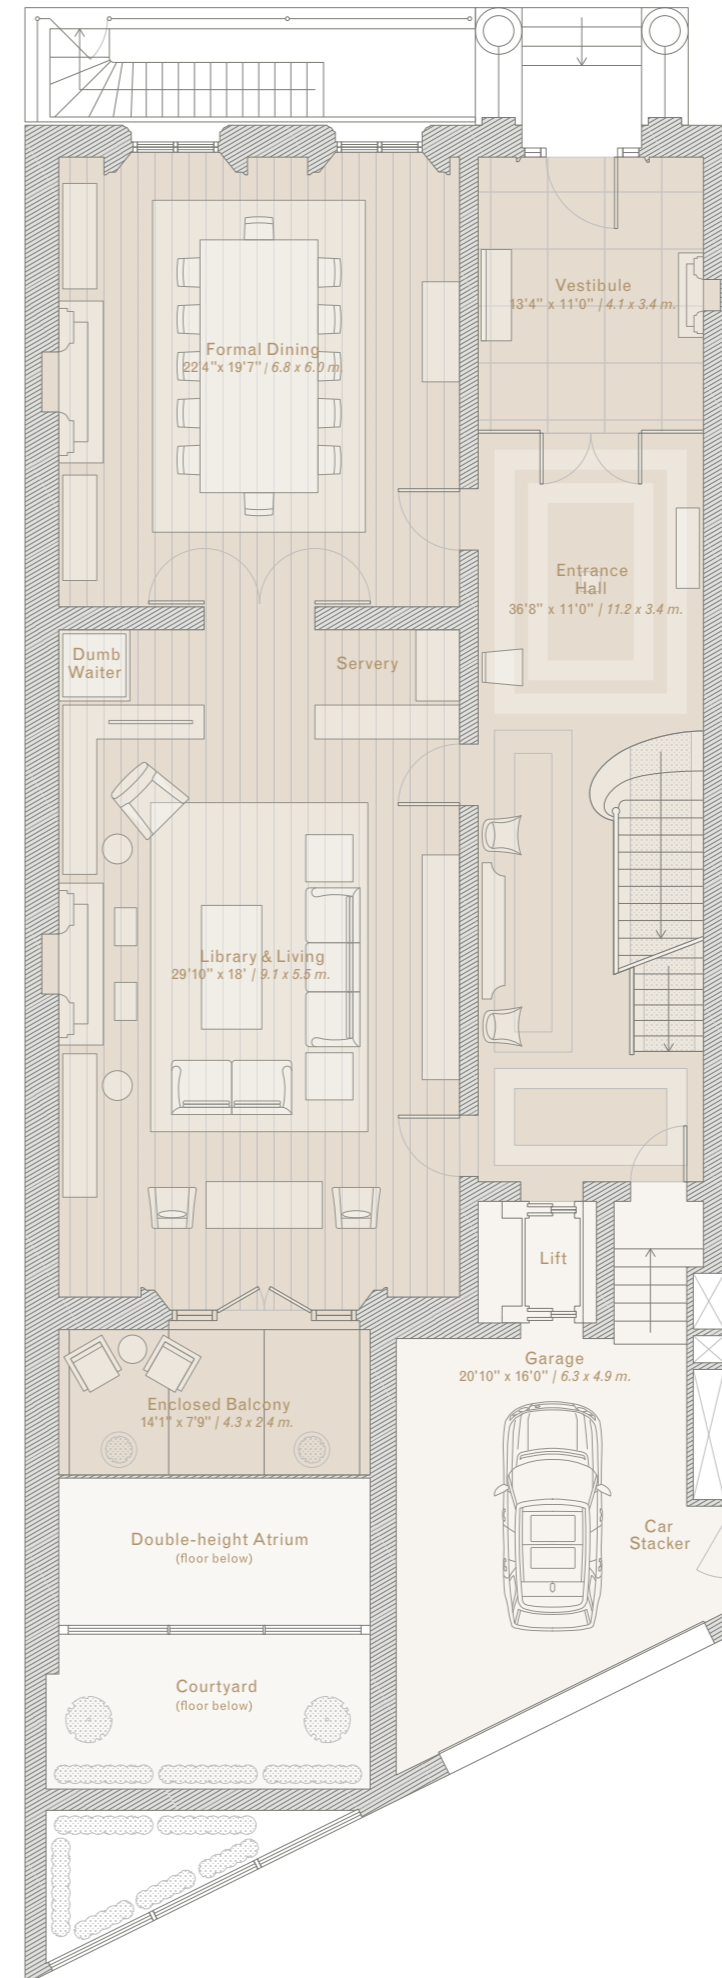 Vestibule
13'4" x 11'0" / 4.1 x 3.4 m.
Formal Dining
22'4" x 19'7" / 6.8 x 6.0 m.
Entrance
Hall
36'8" x 11'0" / 11.2 x 3.4 m.
Dumb
Waiter
Servery
Library & Living
29'10" x 18' / 9.1 x 5.5 m.
Lift
Garage
20'10" x 16'0" / 6.3 x 4.9 m.
Enclosed Balcony
14'1" x 7'9" / 4.3 x 2.4 m.
Car
Stacker
Double-height Atrium
(floor below)
Courtyard
(floor below)